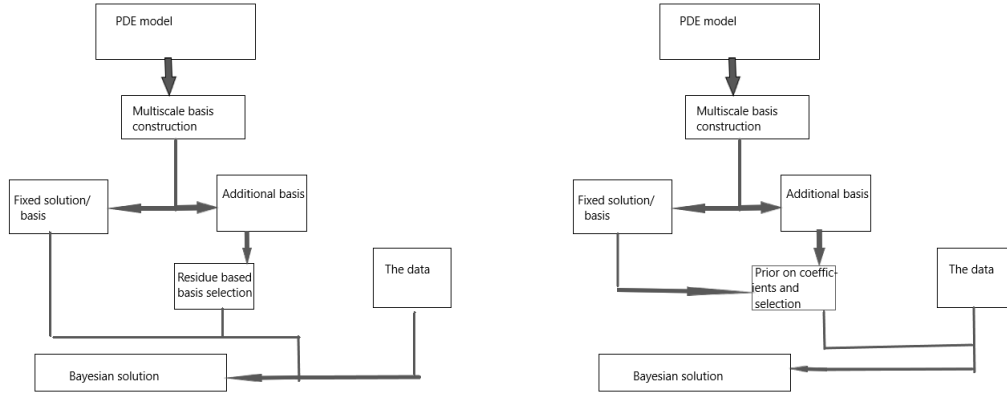 PDE model
Multiscale basis
construction
Fixed solution/
basis
Additional basis
Residue based
basis selection
The data
Bayesian solution
PDE model
Multiscale basis
construction
Fixed solution/
basis
Additional basis
Prior on coeffic-
ients and
selection
The data
Bayesian solution